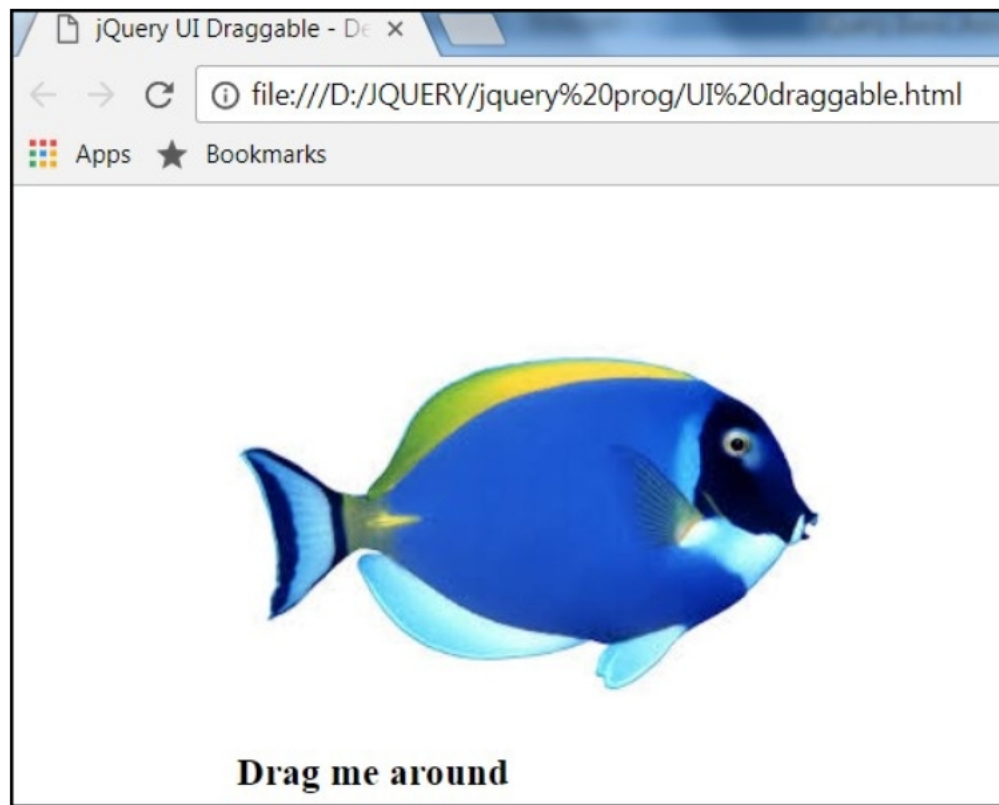 jQuery UI Draggable - De
file:///D:/JQUERY/jquery%20prog/UI%20draggable.html
Apps Bookmarks
Drag me around